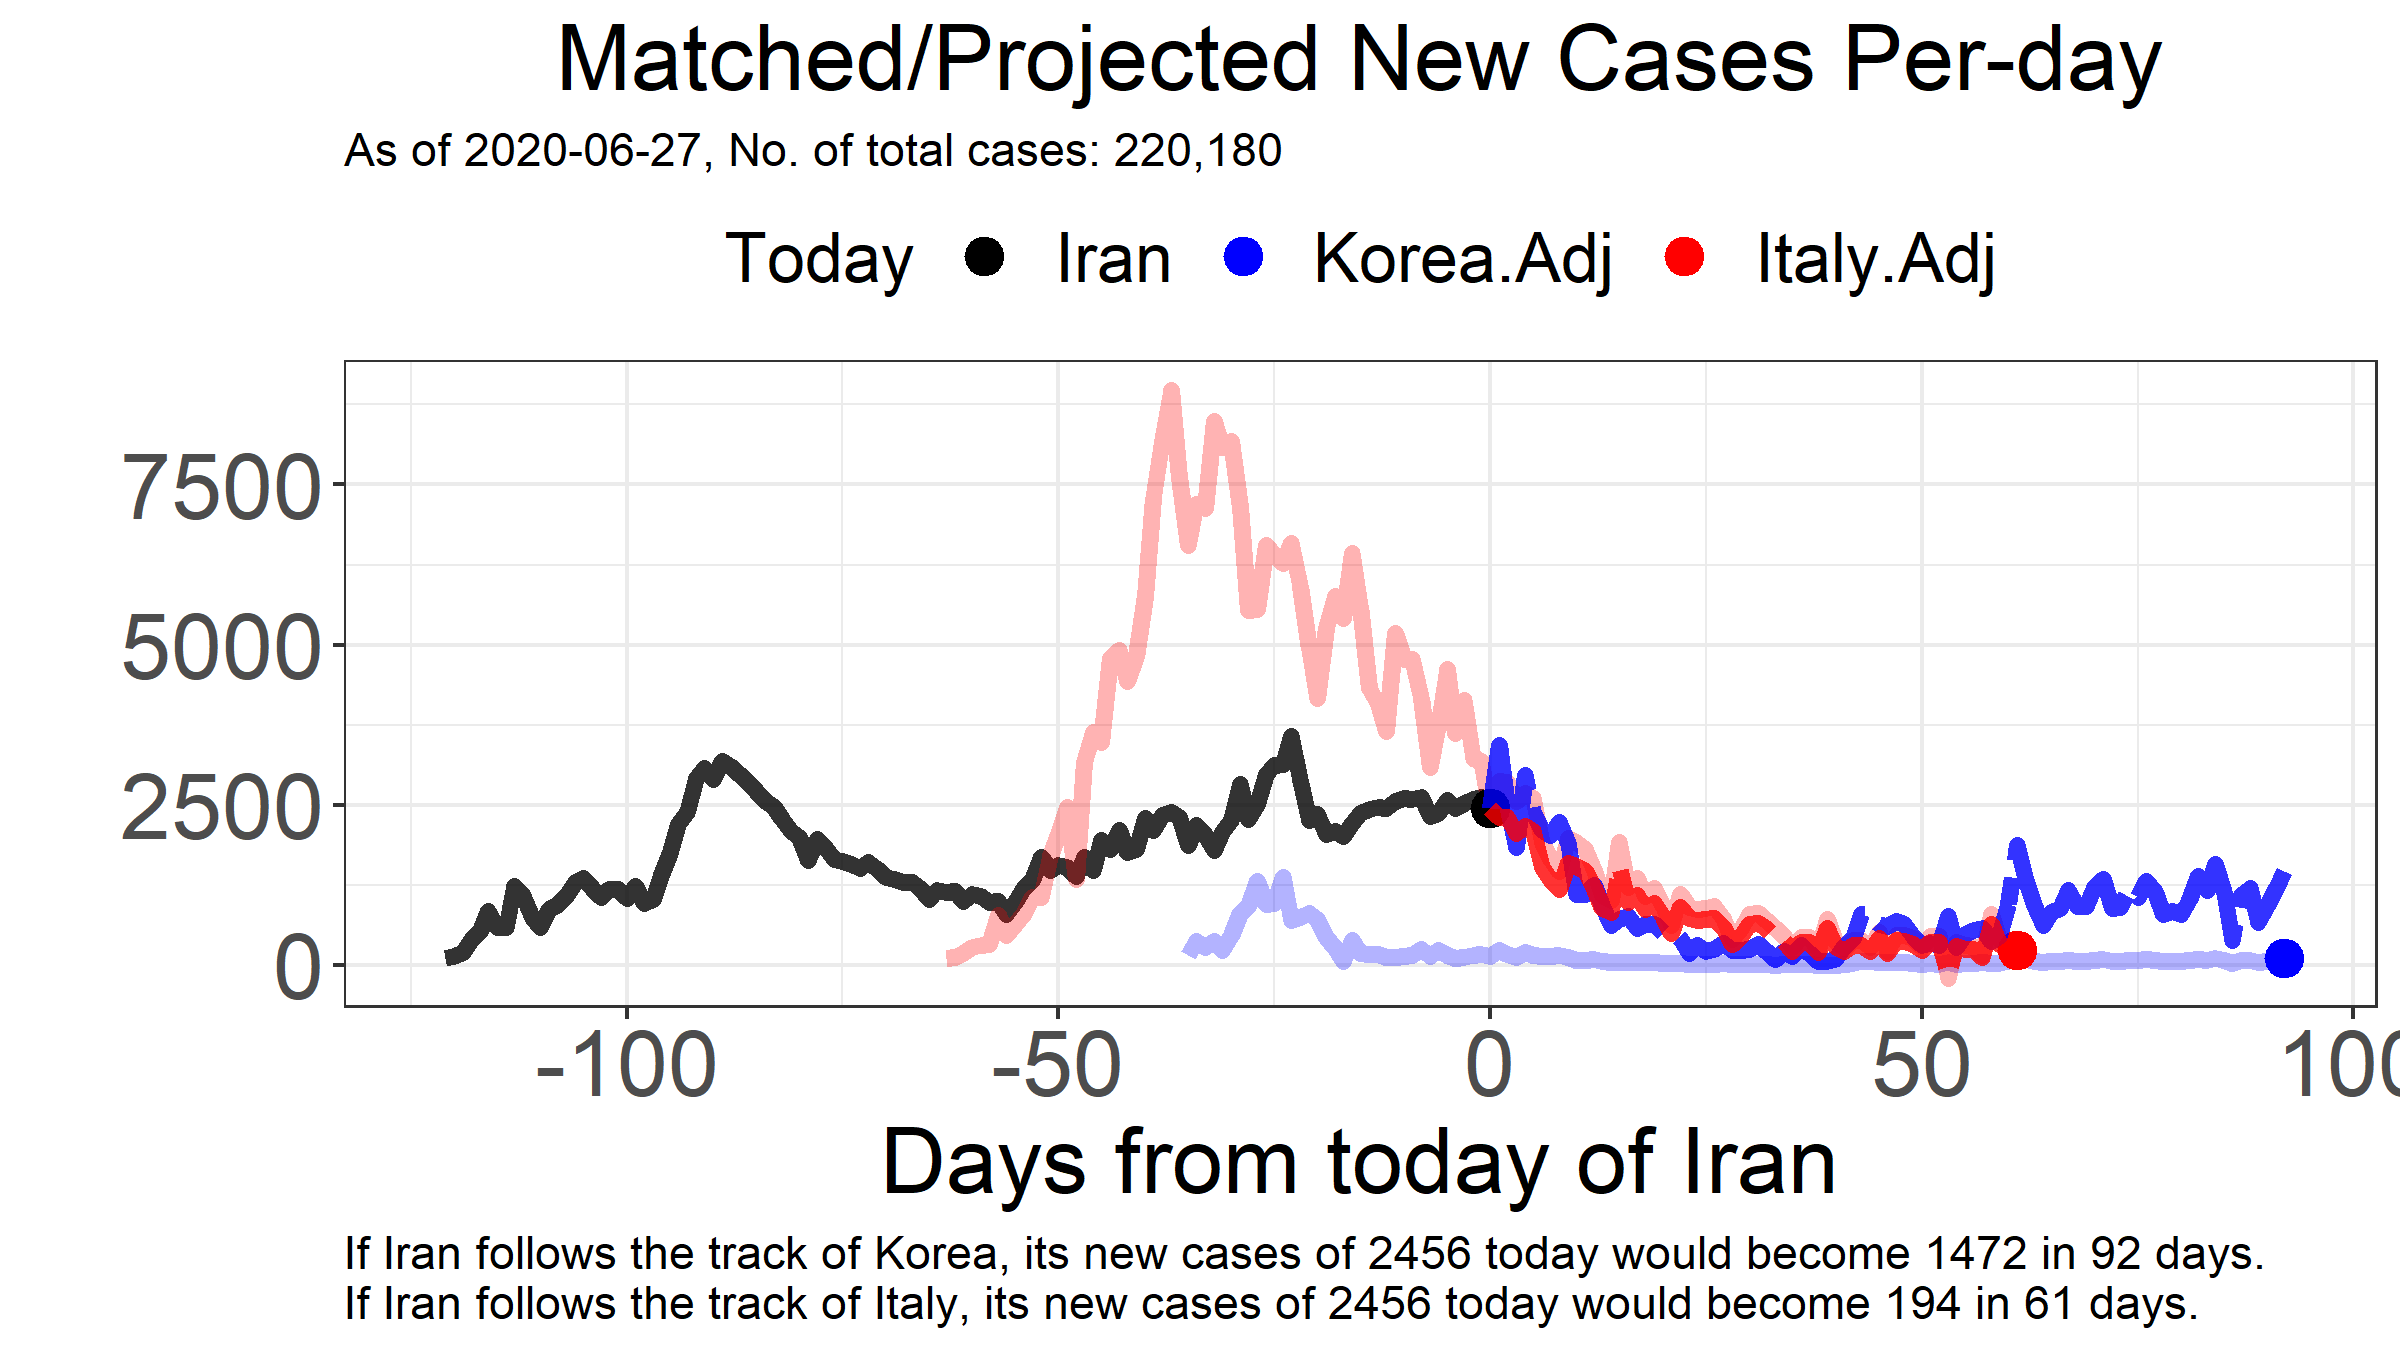 Matched/Projected New Cases Per-day
As of 2020-06-27, No. of total cases: 220,180
Today Iran Korea.Adj Italy.Adj
7500
5000
2500
0
-100 -50 0 50 100
Days from today of Iran
If Iran follows the track of Korea, its new cases of 2456 today would become 1472 in 92 days.
If Iran follows the track of Italy, its new cases of 2456 today would become 194 in 61 days.